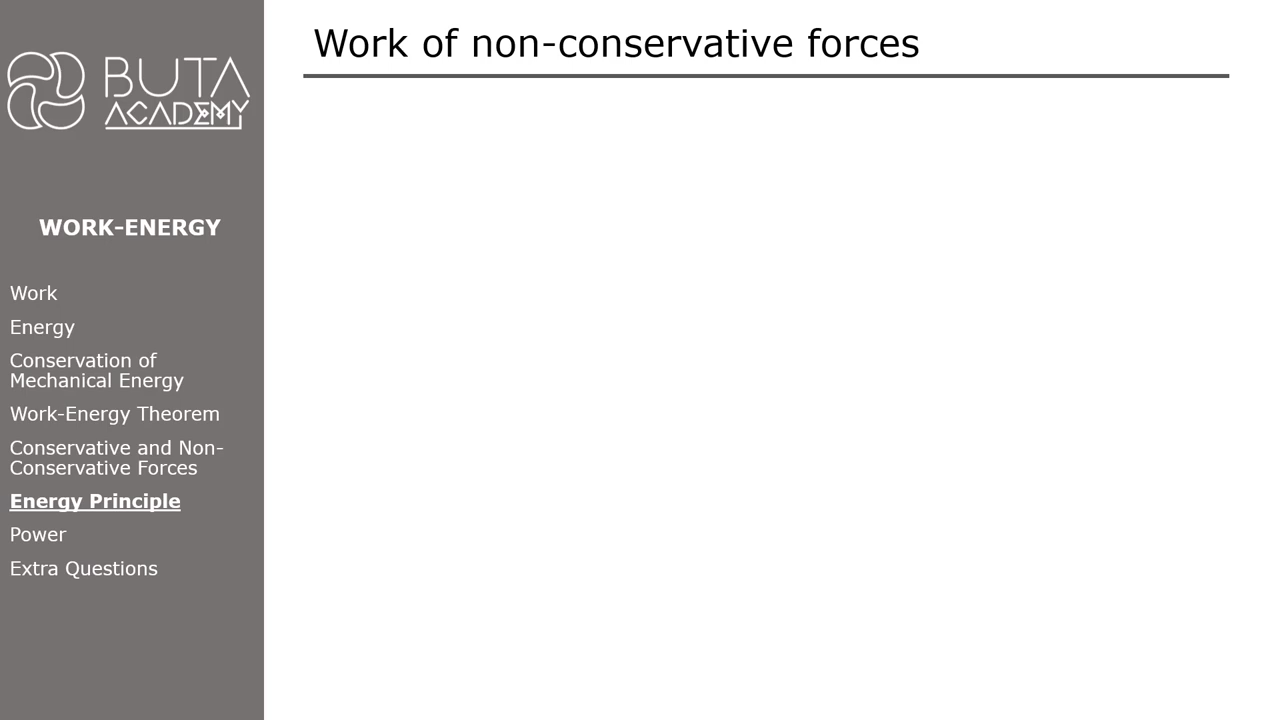 BUTA
ACADEMY
Work of non-conservative forces
WORK-ENERGY
Work
Energy
Conservation of
Mechanical Energy
Work-Energy Theorem
Conservative and Non-
Conservative Forces
Energy Principle
Power
Extra Questions